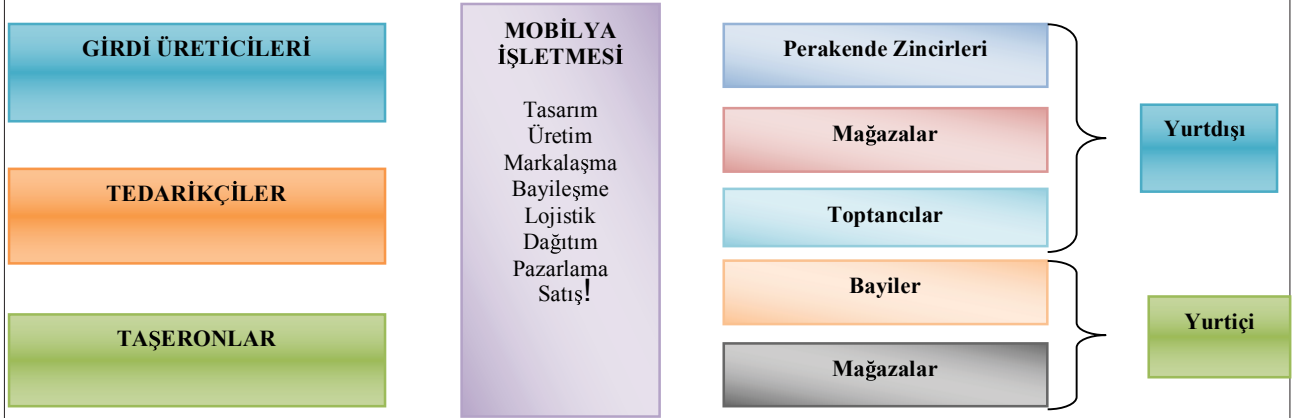 GİRDİ ÜRETİCİLERİ
TEDARİKÇİLER
TAŞERONLAR
MOBİLYA
İŞLETMESİ
Tasarım
Üretim
Markalaşma
Bayileşme
Lojistik
Dağıtım
Pazarlama
Satış!
Perakende Zincirleri
Mağazalar
Toptancılar
Bayiler
Mağazalar
Yurtdışı
Yurtiçi